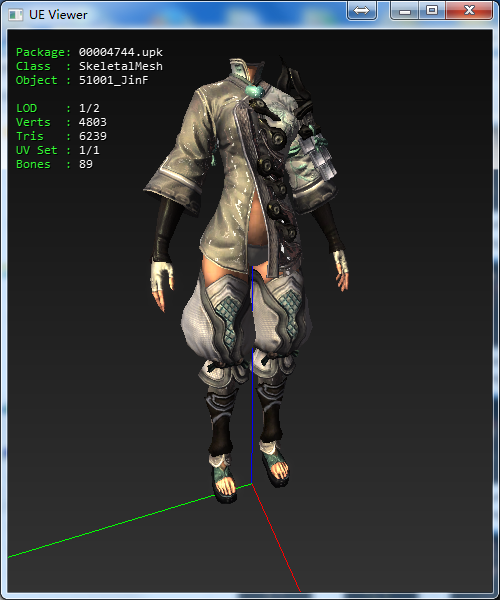 UE Viewer
Package: 00004744.upk
Class : SkeletalMesh
Object : 51001_JinF
LOD : 1/2
Verts : 4803
Tris : 6239
UV Set : 1/1
Bones : 89